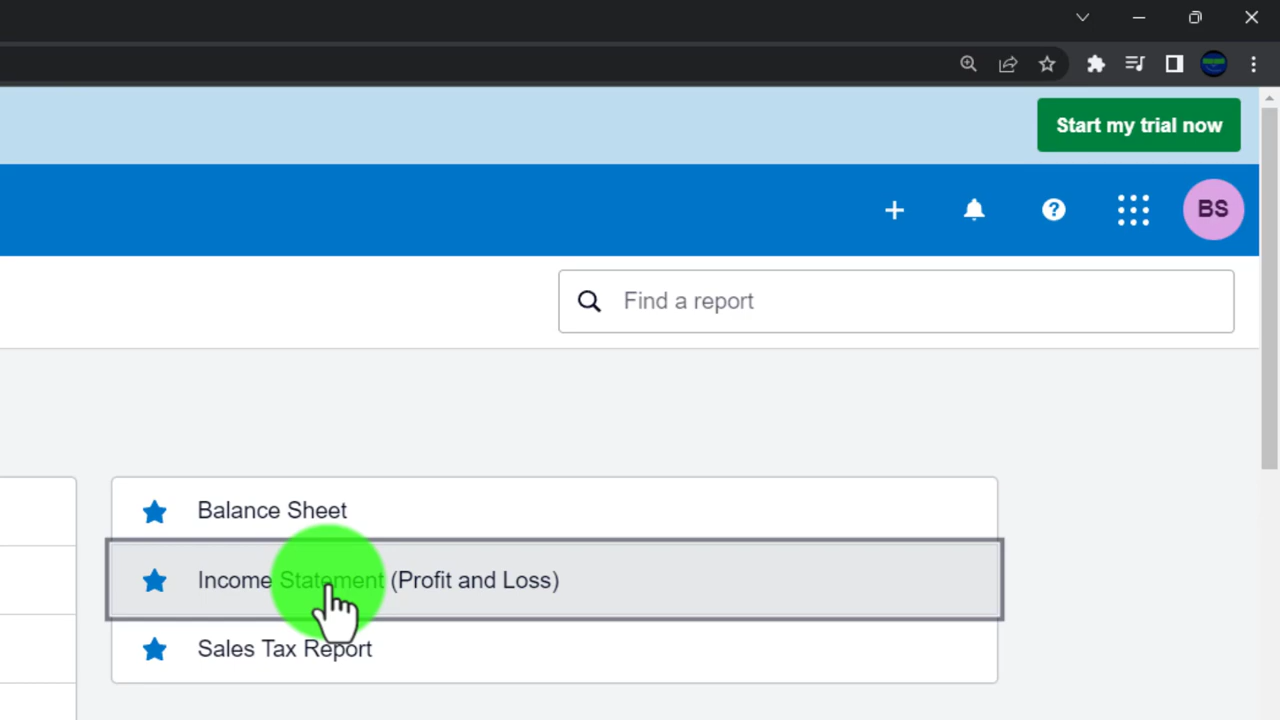 Start my trial now
BS
Find a report
Balance Sheet
Income Statement (Profit and Loss)
Sales Tax Report